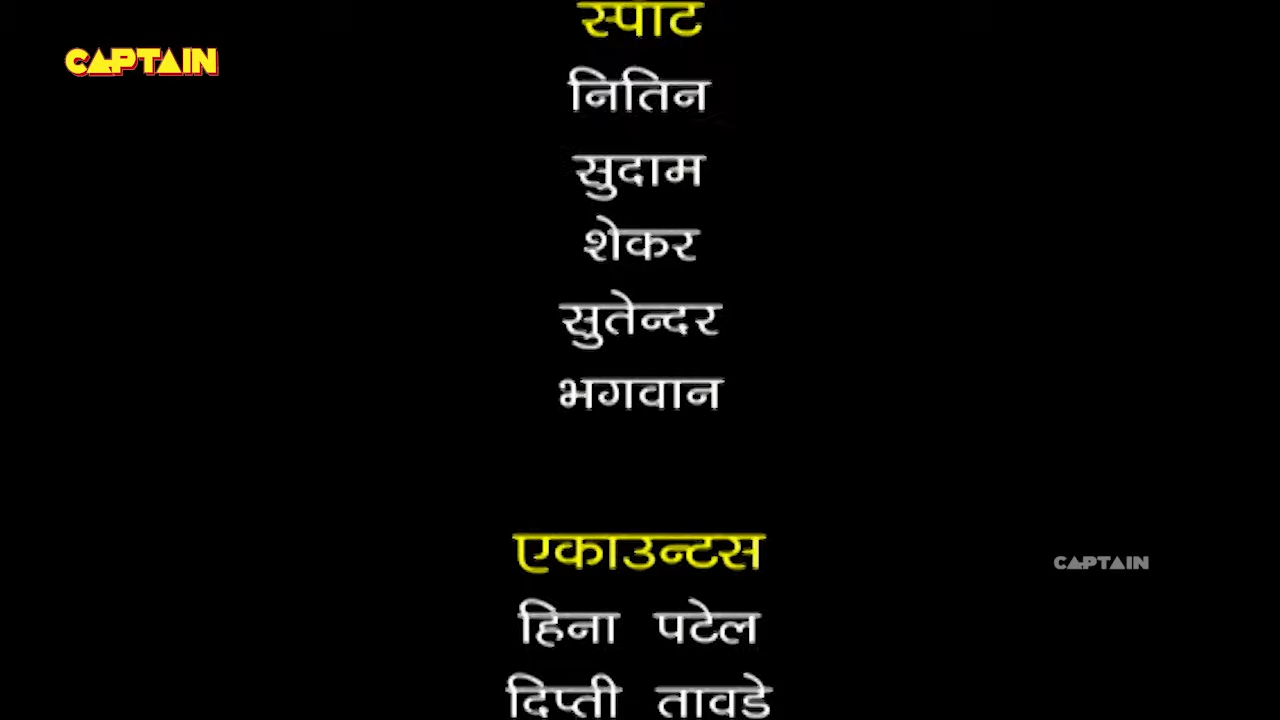 स्पाट
CAPTAIN
नितिन
सुदाम
शेकर
सुतेन्दर
भगवान
एकाउन्टस
CAPTAIN
हिना पटेल
दिप्ती तावडे